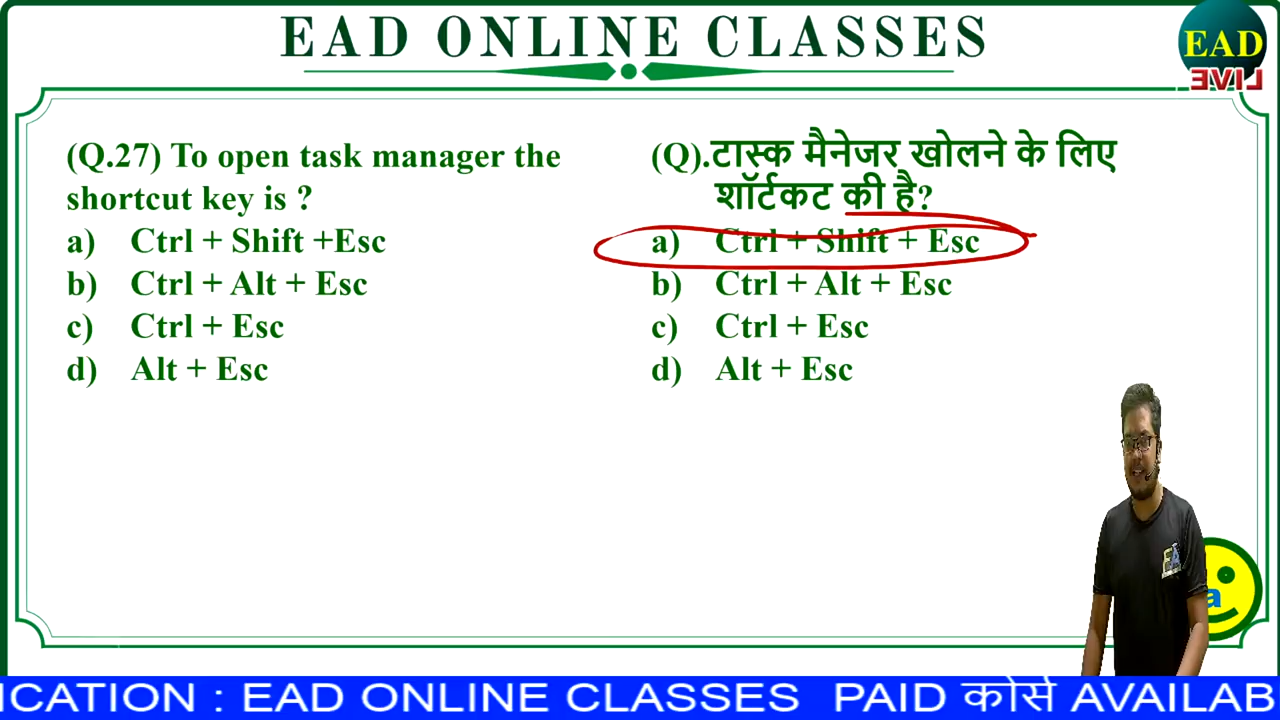 EAD ONLINE CLASSES
EAD
LIVE
(Q.27) To open task manager the
shortcut key is ?
a) Ctrl + Shift +Esc
b) Ctrl + Alt + Esc
c) Ctrl + Esc
d) Alt + Esc
(Q).टास्क मैनेजर खोलने के लिए
शॉर्टकट की है?
a) Ctrl + Shift + Esc
b) Ctrl + Alt + Esc
c) Ctrl + Esc
d) Alt + Esc
EA
a
ICATION : EAD ONLINE CLASSES PAID कोर्स AVAILAB